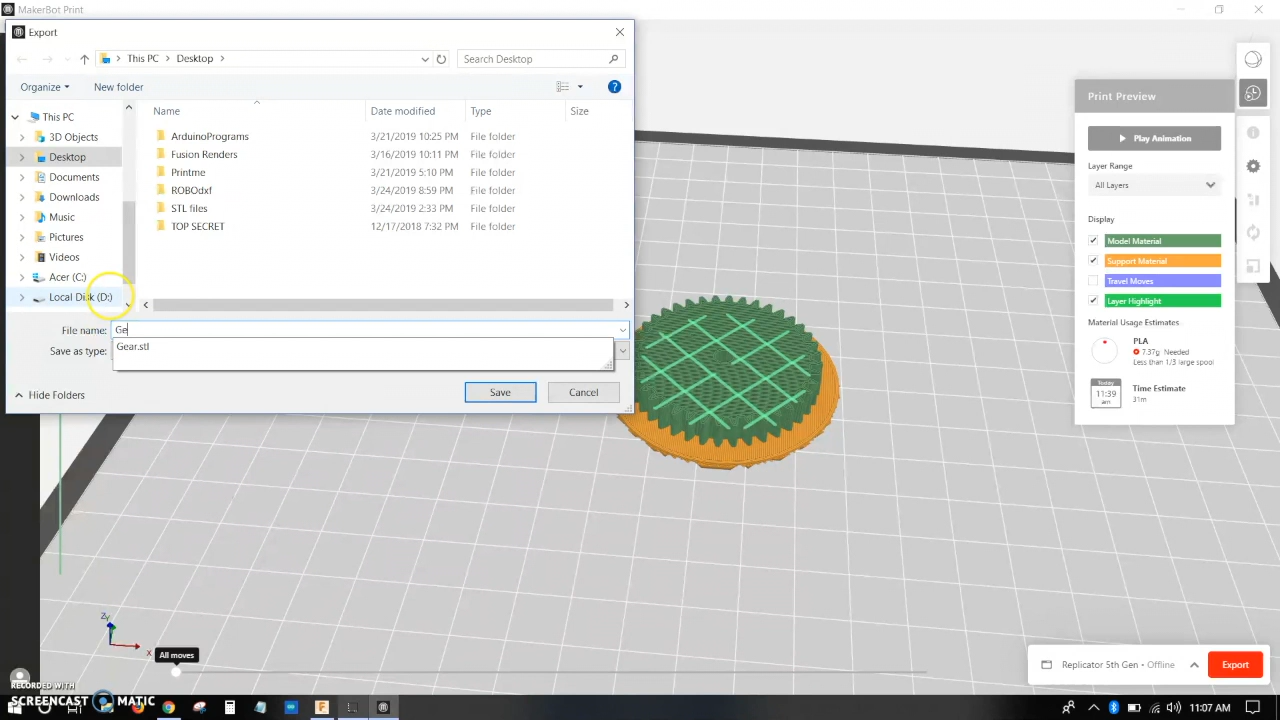 MakerBot Print
Export
This PC
Desktop
Search Desktop
Organize
New folder
?
This PC
3D Objects
Desktop
Documents
Downloads
Music
Pictures
Videos
Acer (C:)
Local Disk (D:)
Name
Date modified
Type
Size
ArduinoPrograms 3/21/2019 10:25 PM File folder
Fusion Renders 3/16/2019 10:11 PM File folder
Printme 3/21/2019 5:10 PM File folder
ROBOdxf 3/24/2019 8:59 PM File folder
STL files 3/24/2019 2:33 PM File folder
TOP SECRET 12/17/2018 7:32 PM File folder
File name: Ge
Gear.stl
Save as type:
Hide Folders
Save
Cancel
Print Preview
Play Animation
Layer Range
All Layers
Display
Model Material
Support Material
Travel Moves
Layer Highlight
Material Usage Estimates
PLA
7.37g Needed
Less than 1/3 large spool
Today
11:39
am
Time Estimate
31m
Z
Y
X
All moves
Replicator 5th Gen • Offline
Export
RECORDED WITH
SCREENCAST MATIC
11:07 AM